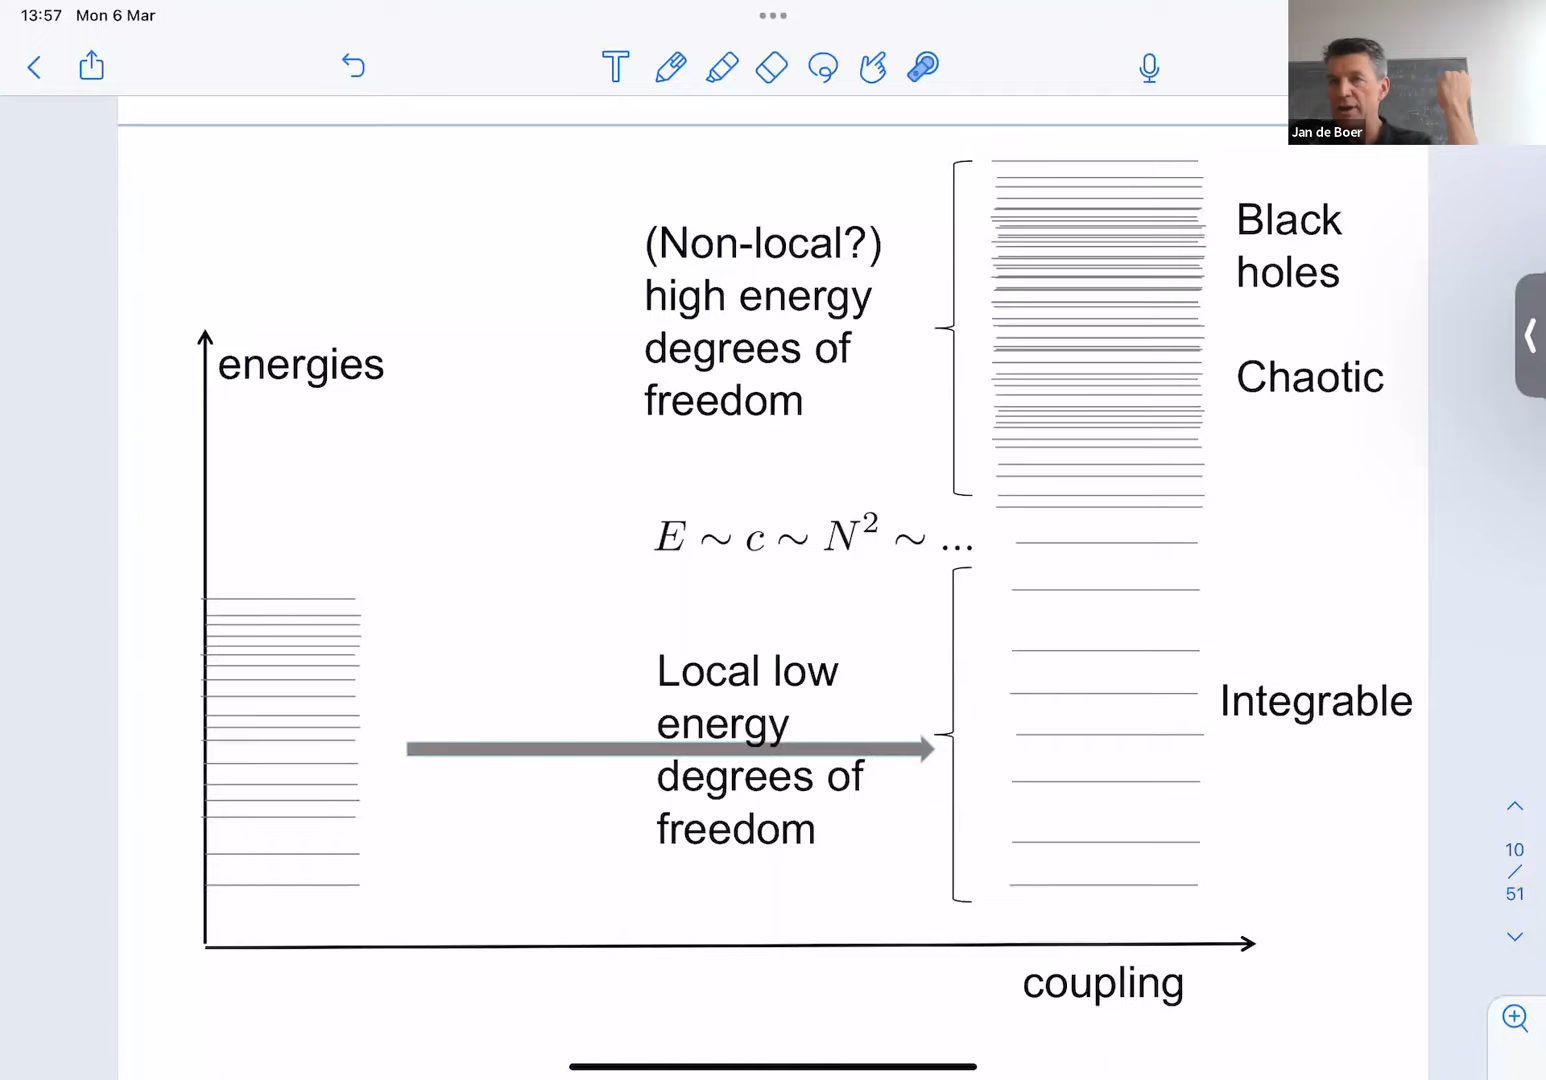 13:57 Mon 6 Mar
Jan de Boer
(Non-local?)
high energy
degrees of
freedom
Black
holes
Chaotic
energies
E ∼ c ∼ N² ∼ ...
Local low
energy
degrees of
freedom
Integrable
coupling
10
/
51